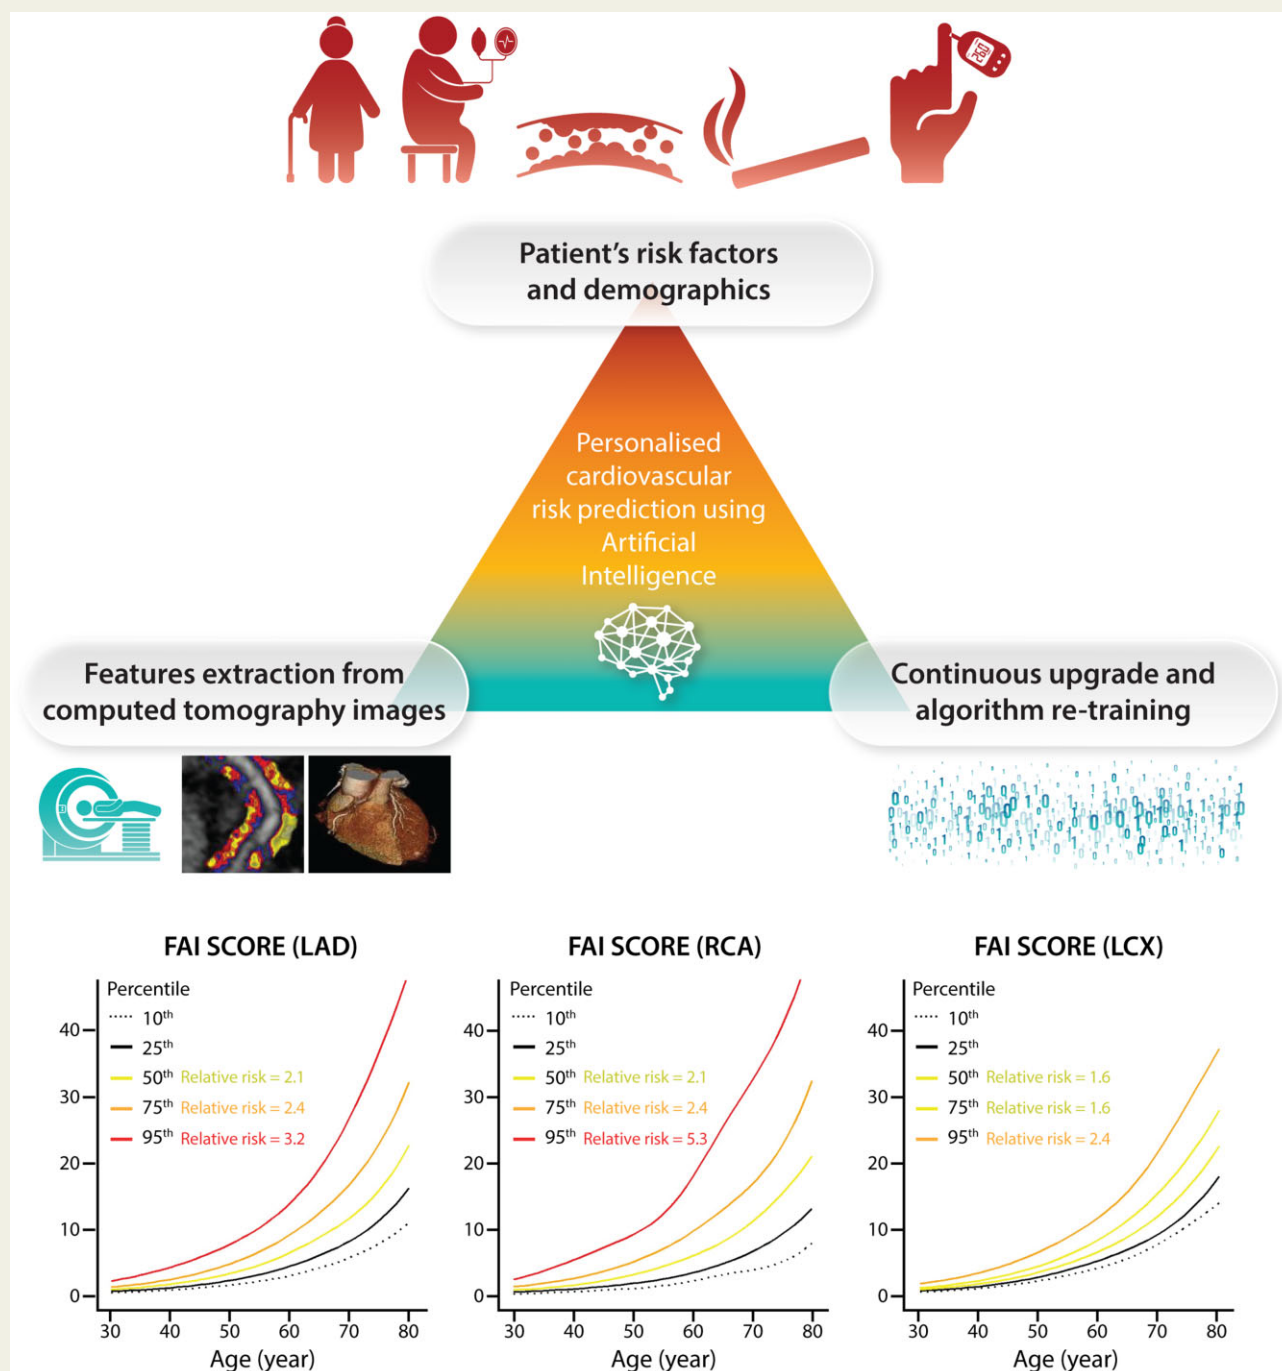 260
Patient's risk factors
and demographics
Personalised
cardiovascular
risk prediction using
Artificial
Intelligence
Features extraction from
computed tomography images
Continuous upgrade and
algorithm re-training
FAI SCORE (LAD)
Percentile
10th
25th
50th Relative risk = 2.1
75th Relative risk = 2.4
95th Relative risk = 3.2
40
30
20
10
0
30 40 50 60 70 80
Age (year)
FAI SCORE (RCA)
Percentile
10th
25th
50th Relative risk = 2.1
75th Relative risk = 2.4
95th Relative risk = 5.3
40
30
20
10
0
30 40 50 60 70 80
Age (year)
FAI SCORE (LCX)
Percentile
10th
25th
50th Relative risk = 1.6
75th Relative risk = 1.6
95th Relative risk = 2.4
40
30
20
10
0
30 40 50 60 70 80
Age (year)